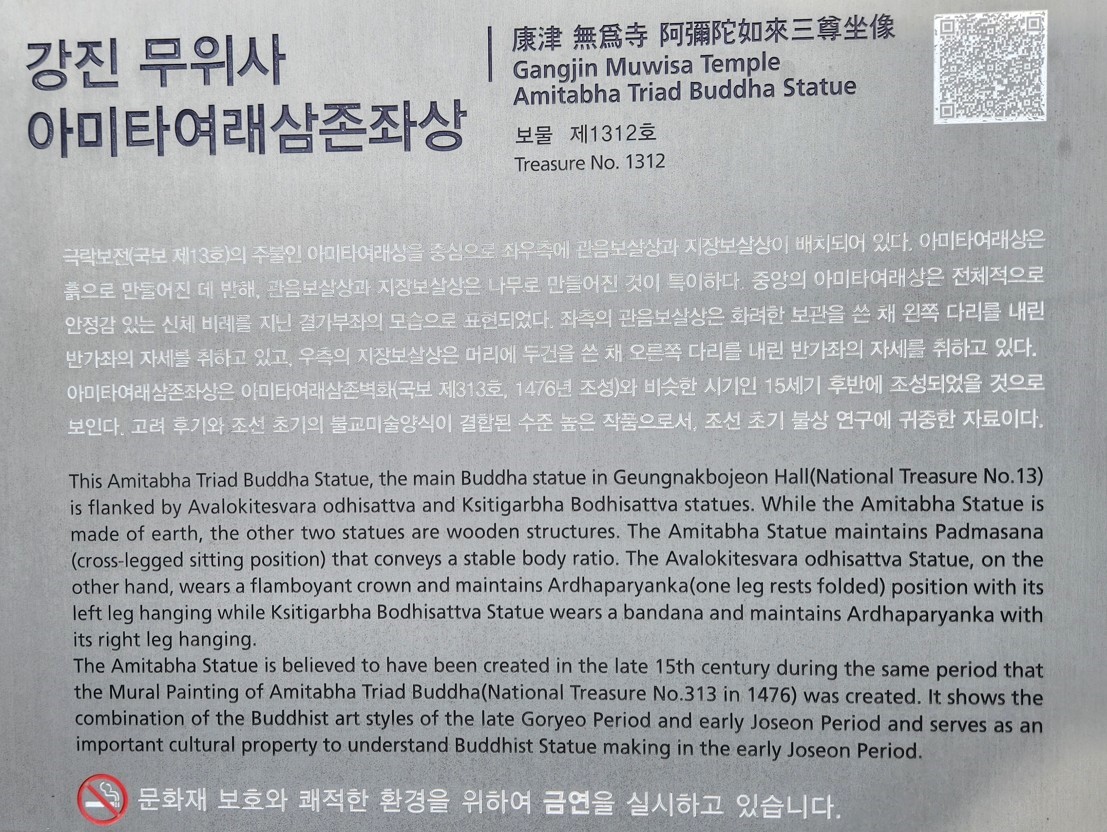 강진 무위사
아미타여래삼존좌상
康津 無爲寺 阿彌陀如來三尊坐像
Gangjin Muwisa Temple
Amitabha Triad Buddha Statue
보물 제1312호
Treasure No. 1312
극락보전(국보 제13호)의 주불인 아미타여래상을 중심으로 좌우측에 관음보살상과 지장보살상이 배치되어 있다. 아미타여래상은
흙으로 만들어진 데 반해, 관음보살상과 지장보살상은 나무로 만들어진 것이 특이하다. 중앙의 아미타여래상은 전체적으로
안정감 있는 신체 비례를 지닌 결가부좌의 모습으로 표현되었다. 좌측의 관음보살상은 화려한 보관을 쓴 채 왼쪽 다리를 내린
반가좌의 자세를 취하고 있고, 우측의 지장보살상은 머리에 두건을 쓴 채 오른쪽 다리를 내린 반가좌의 자세를 취하고 있다.
아미타여래삼존좌상은 아미타여래삼존벽화(국보 제313호, 1476년 조성)와 비슷한 시기인 15세기 후반에 조성되었을 것으로
보인다. 고려 후기와 조선 초기의 불교미술양식이 결합된 수준 높은 작품으로서, 조선 초기 불상 연구에 귀중한 자료이다.
This Amitabha Triad Buddha Statue, the main Buddha statue in Geungnakbojeon Hall(National Treasure No.13)
is flanked by Avalokitesvara odhisattva and Ksitigarbha Bodhisattva statues. While the Amitabha Statue is
made of earth, the other two statues are wooden structures. The Amitabha Statue maintains Padmasana
(cross-legged sitting position) that conveys a stable body ratio. The Avalokitesvara odhisattva Statue, on the
other hand, wears a flamboyant crown and maintains Ardhaparyanka(one leg rests folded) position with its
left leg hanging while Ksitigarbha Bodhisattva Statue wears a bandana and maintains Ardhaparyanka with
its right leg hanging.
The Amitabha Statue is believed to have been created in the late 15th century during the same period that
the Mural Painting of Amitabha Triad Buddha(National Treasure No.313 in 1476) was created. It shows the
combination of the Buddhist art styles of the late Goryeo Period and early Joseon Period and serves as an
important cultural property to understand Buddhist Statue making in the early Joseon Period.
문화재 보호와 쾌적한 환경을 위하여 금연을 실시하고 있습니다.